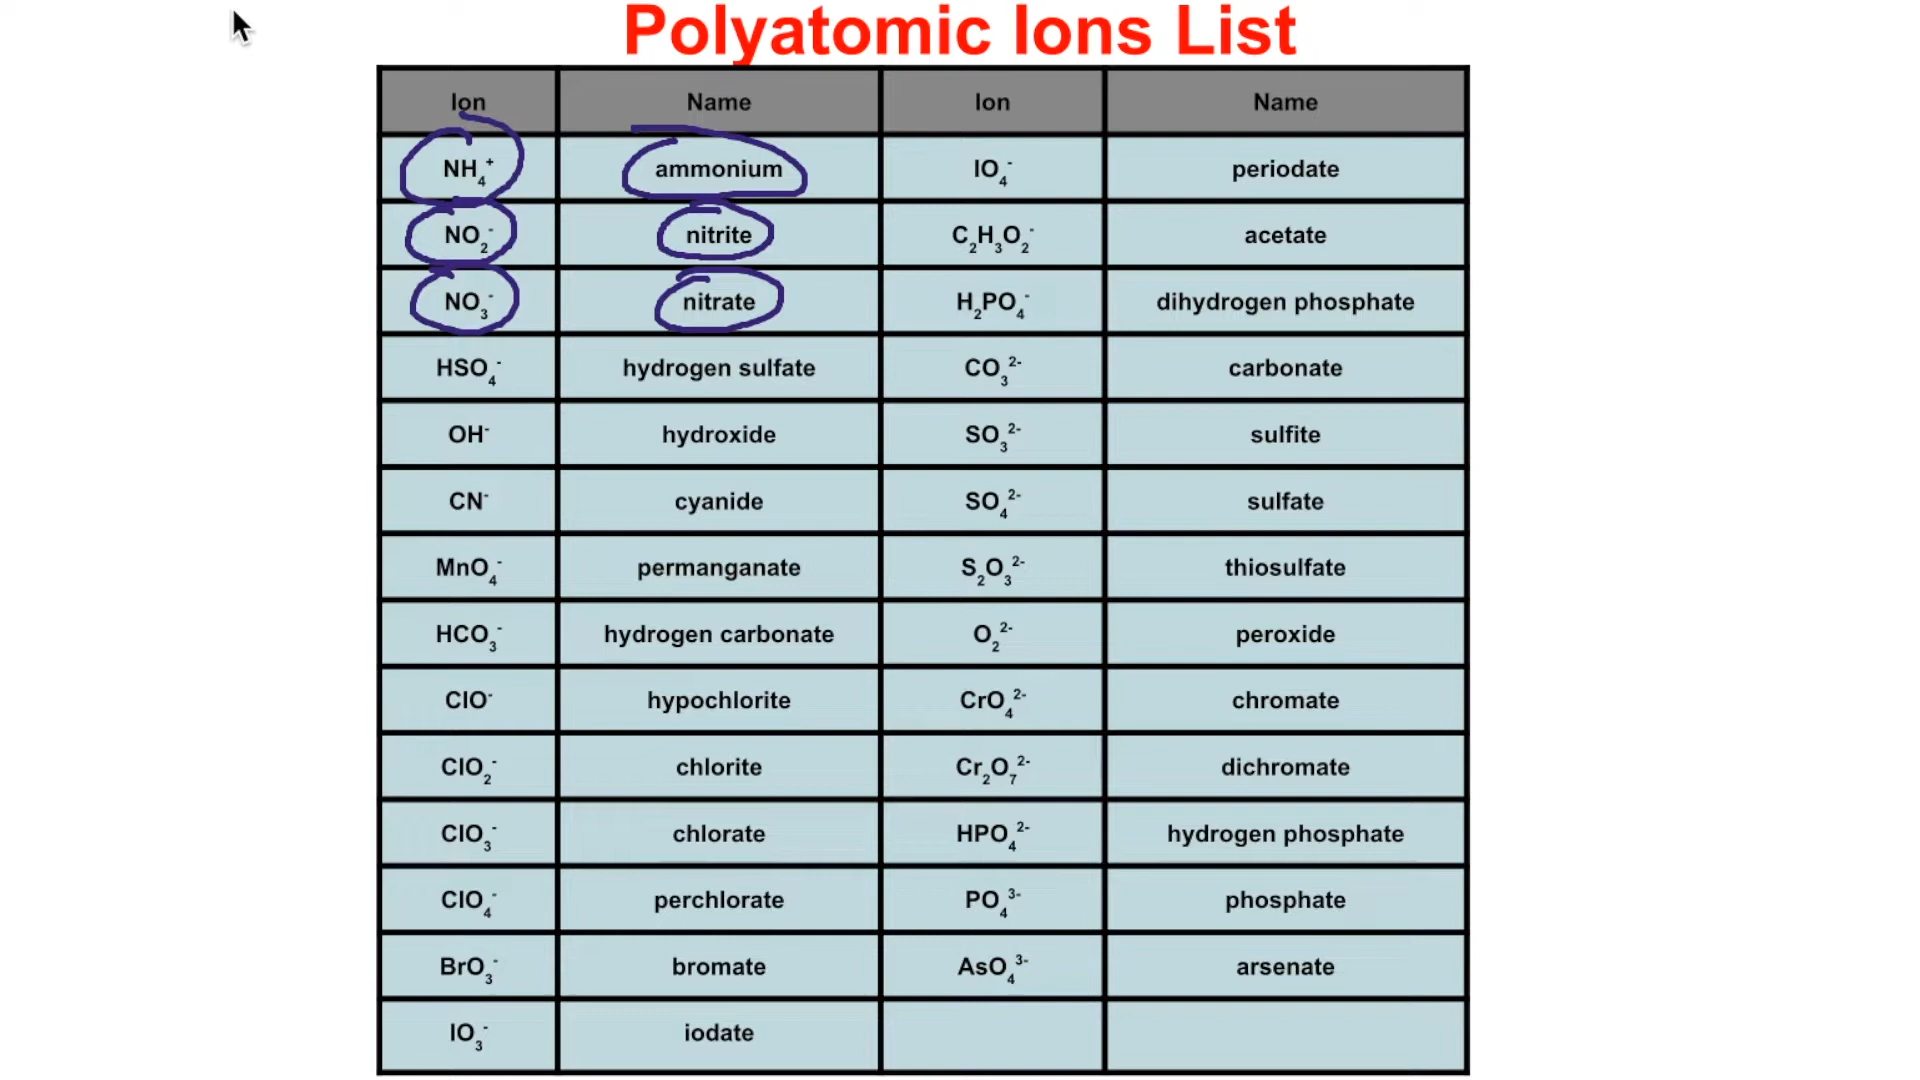 Polyatomic Ions List
Ion Name Ion Name
NH₄⁺ ammonium IO₄⁻ periodate
NO₂⁻ nitrite C₂H₃O₂⁻ acetate
NO₃⁻ nitrate H₂PO₄⁻ dihydrogen phosphate
HSO₄⁻ hydrogen sulfate CO₃²⁻ carbonate
OH⁻ hydroxide SO₃²⁻ sulfite
CN⁻ cyanide SO₄²⁻ sulfate
MnO₄⁻ permanganate S₂O₃²⁻ thiosulfate
HCO₃⁻ hydrogen carbonate O₂²⁻ peroxide
ClO⁻ hypochlorite CrO₄²⁻ chromate
ClO₂⁻ chlorite Cr₂O₇²⁻ dichromate
ClO₃⁻ chlorate HPO₄²⁻ hydrogen phosphate
ClO₄⁻ perchlorate PO₄³⁻ phosphate
BrO₃⁻ bromate AsO₄³⁻ arsenate
IO₃⁻ iodate